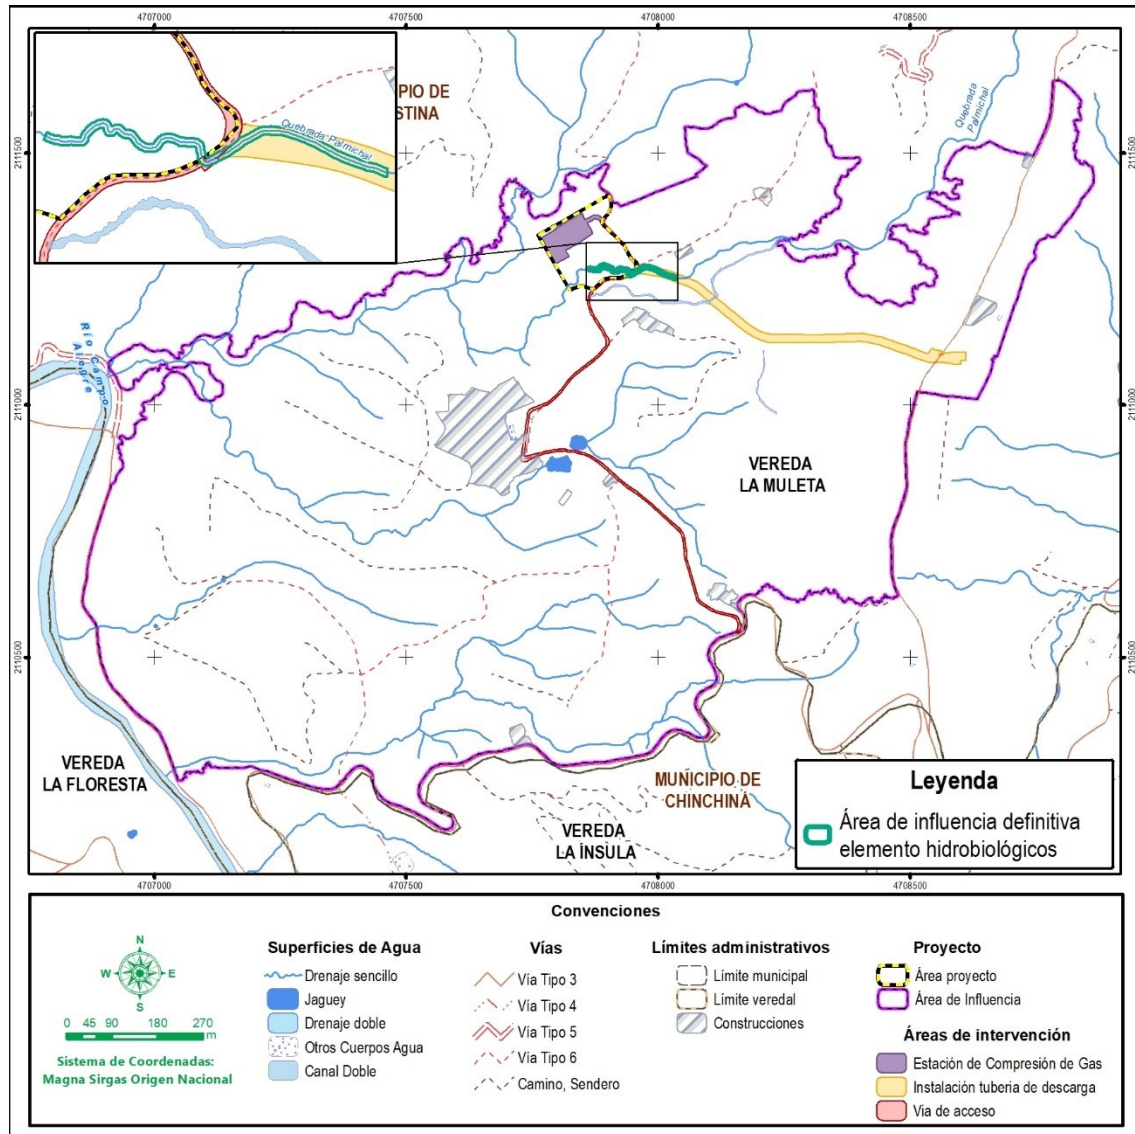 4707000
4707500
4708000
4708500
2111500
2111000
2110500
2111500
2111000
2110500
PIO DE
STINA
Quebrada Palmichal
Quebrada
Palmichal
Río Campo
Alegre
VEREDA
LA MULETA
VEREDA
LA FLORESTA
MUNICIPIO DE
CHINCHINÁ
VEREDA
LA ÍNSULA
Leyenda
Área de influencia definitiva
elemento hidrobiológicos
4707000
4707500
4708000
4708500
Convenciones
N
W
E
S
0 45 90 180 270
m
Sistema de Coordenadas:
Magna Sirgas Origen Nacional
Superficies de Agua
Drenaje sencillo
Jaguey
Drenaje doble
Otros Cuerpos Agua
Canal Doble
Vías
Vía Tipo 3
Vía Tipo 4
Vía Tipo 5
Vía Tipo 6
Camino, Sendero
Límites administrativos
Límite municipal
Límite veredal
Construcciones
Proyecto
Área proyecto
Área de Influencia
Áreas de intervención
Estación de Compresión de Gas
Instalación tubería de descarga
Via de acceso